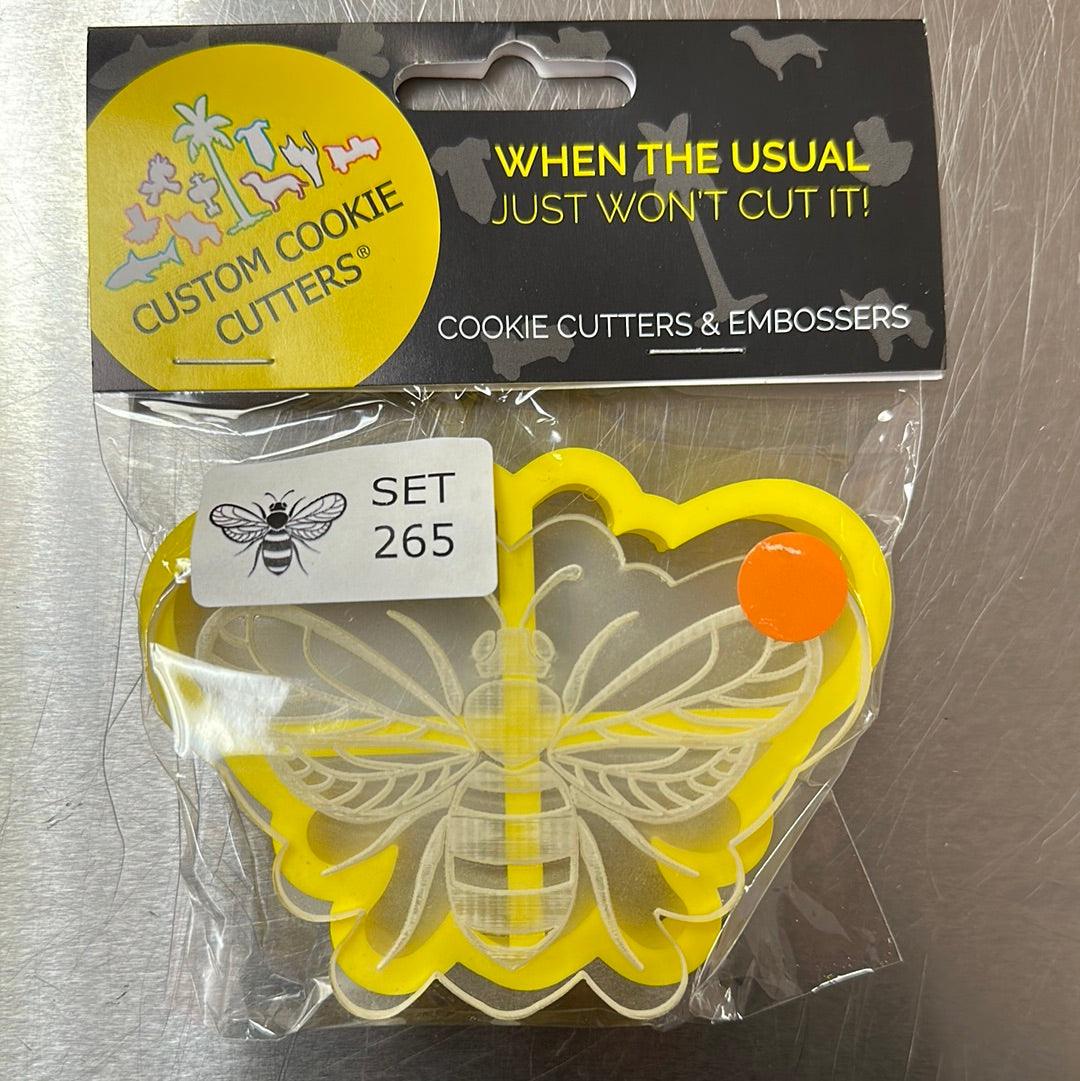 CUSTOM COOKIE
CUTTERS®
WHEN THE USUAL
JUST WON'T CUT IT!
COOKIE CUTTERS & EMBOSSERS
SET
265